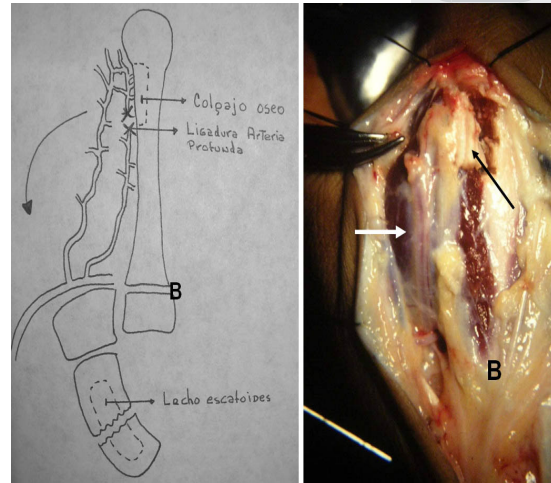 Colgajo oseo
Ligadura Arteria
Profunda
B
Lecho escafoides
B